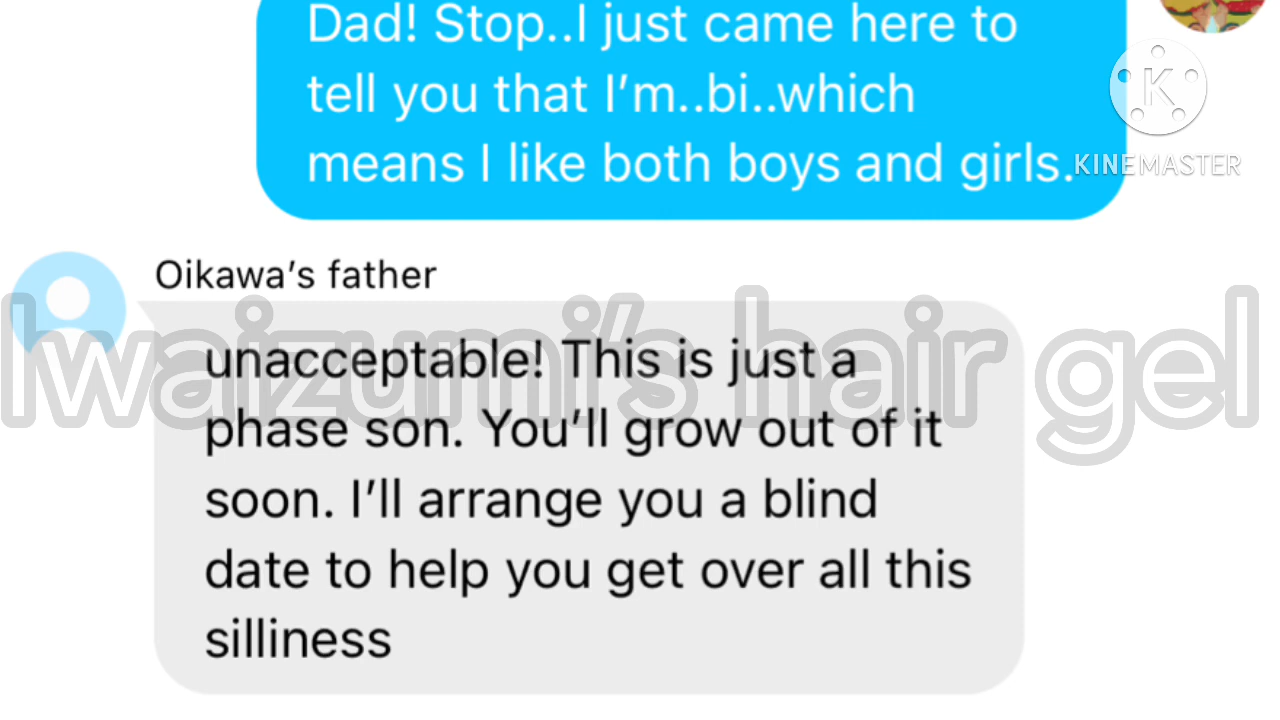 Dad! Stop..I just came here to
tell you that I'm..bi..which
means I like both boys and girls.
K
KINEMASTER
Oikawa’s father
Iwaizumi's hair gel
unacceptable! This is just a
phase son. You’ll grow out of it
soon. I’ll arrange you a blind
date to help you get over all this
silliness